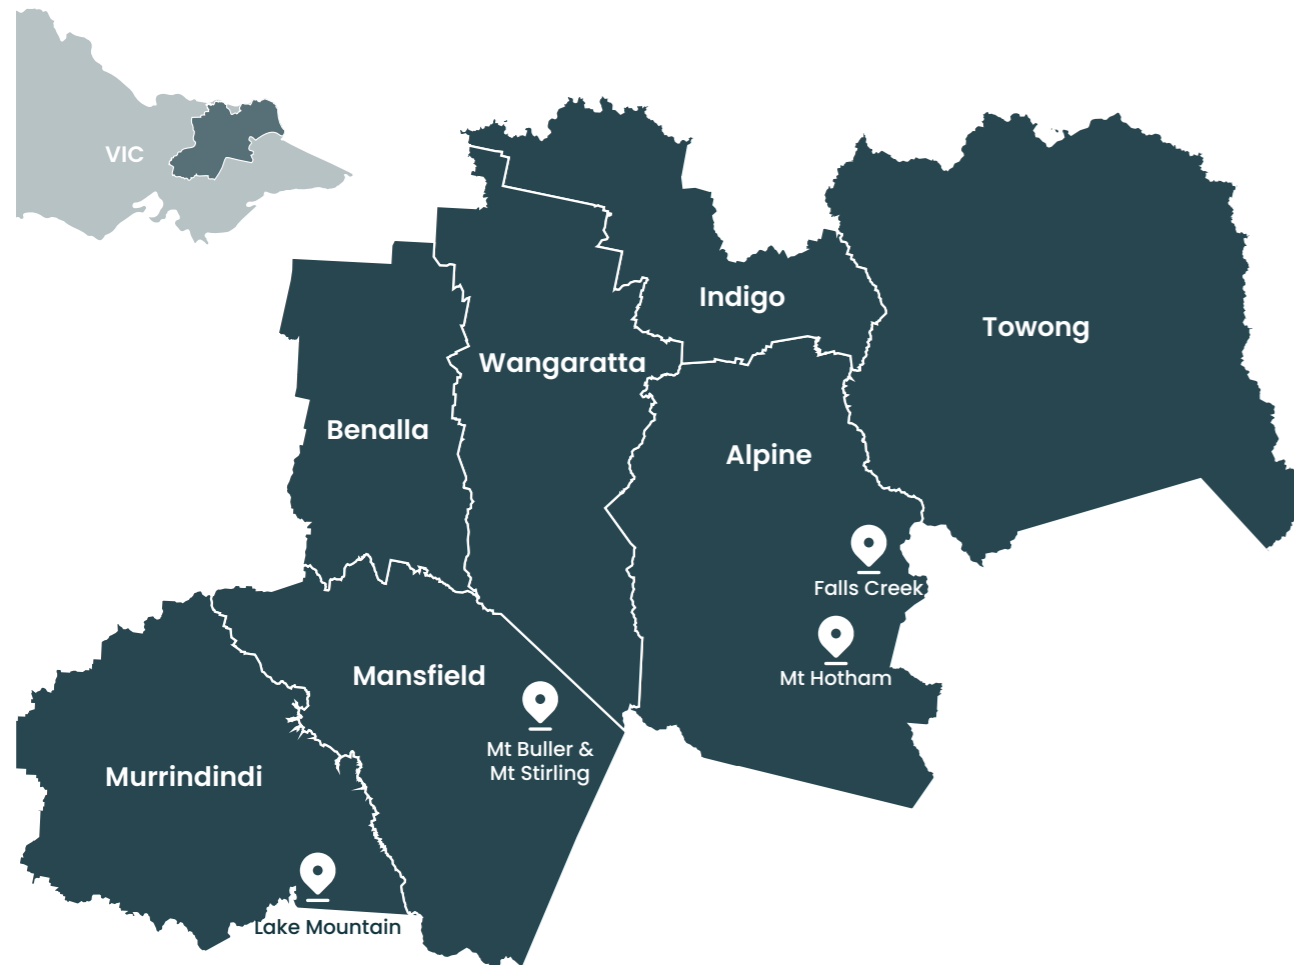 VIC
Indigo
Towong
Wangaratta
Benalla
Alpine
Falls Creek
Mansfield
Mt Hotham
Mt Buller &
Mt Stirling
Murrindindi
Lake Mountain